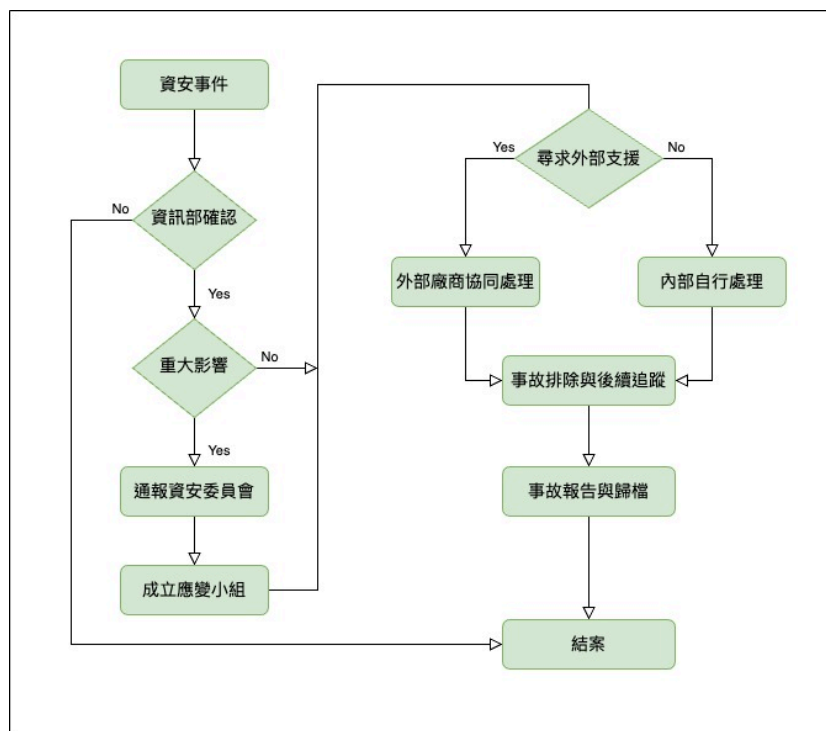 資安事件
No
資訊部確認
Yes
重大影響
No
Yes
通報資安委員會
成立應變小組
Yes
尋求外部支援
No
外部廠商協同處理
內部自行處理
事故排除與後續追蹤
事故報告與歸檔
結案